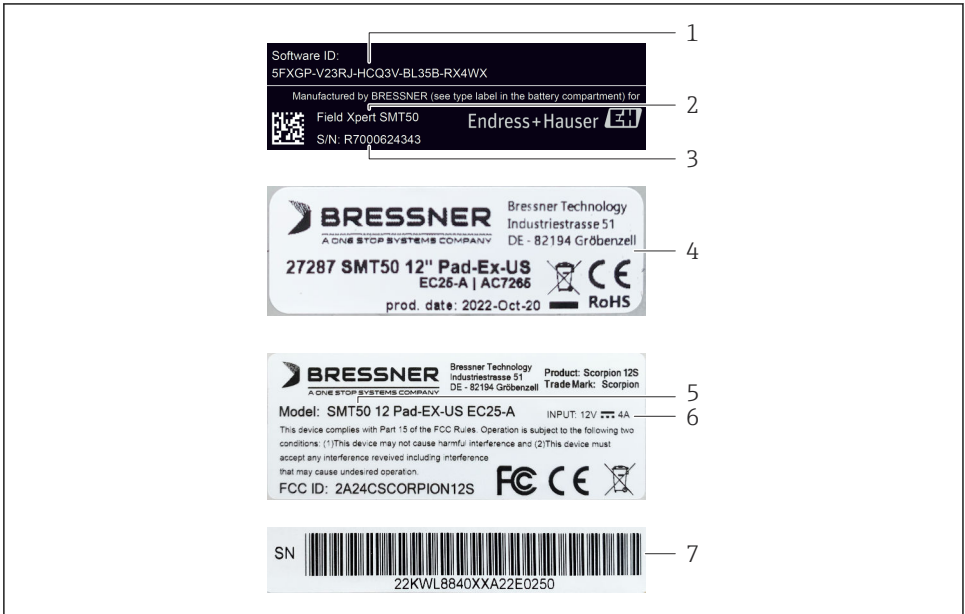 1
Software ID:
5FXGP-V23RJ-HCQ3V-BL35B-RX4WX
Manufactured by BRESSNER (see type label in the battery compartment) for
2
Field Xpert SMT50
Endress+Hauser EH
S/N: R7000624343
3
BRESSNER
A ONE STOP SYSTEMS COMPANY
Bressner Technology
Industriestrasse 51
DE - 82194 Gröbenzell
4
27287 SMT50 12" Pad-Ex-US
EC25-A | AC7265
CE
prod. date: 2022-Oct-20
RoHS
BRESSNER
A ONE STOP SYSTEMS COMPANY
Bressner Technology
Industriestrasse 51
DE - 82194 Gröbenzell
Product: Scorpion 12S
Trade Mark: Scorpion
5
Model: SMT50 12 Pad-EX-US EC25-A
INPUT: 12V ⎓ 4A
6
This device complies with Part 15 of the FCC Rules. Operation is subject to the following two
conditions: (1)This device may not cause harmful interference and (2)This device must
accept any interference reveived including interference
that may cause undesired operation.
FCC ID: 2A24CSCORPION12S
FC CE
SN
7
22KWL8840XXA22E0250